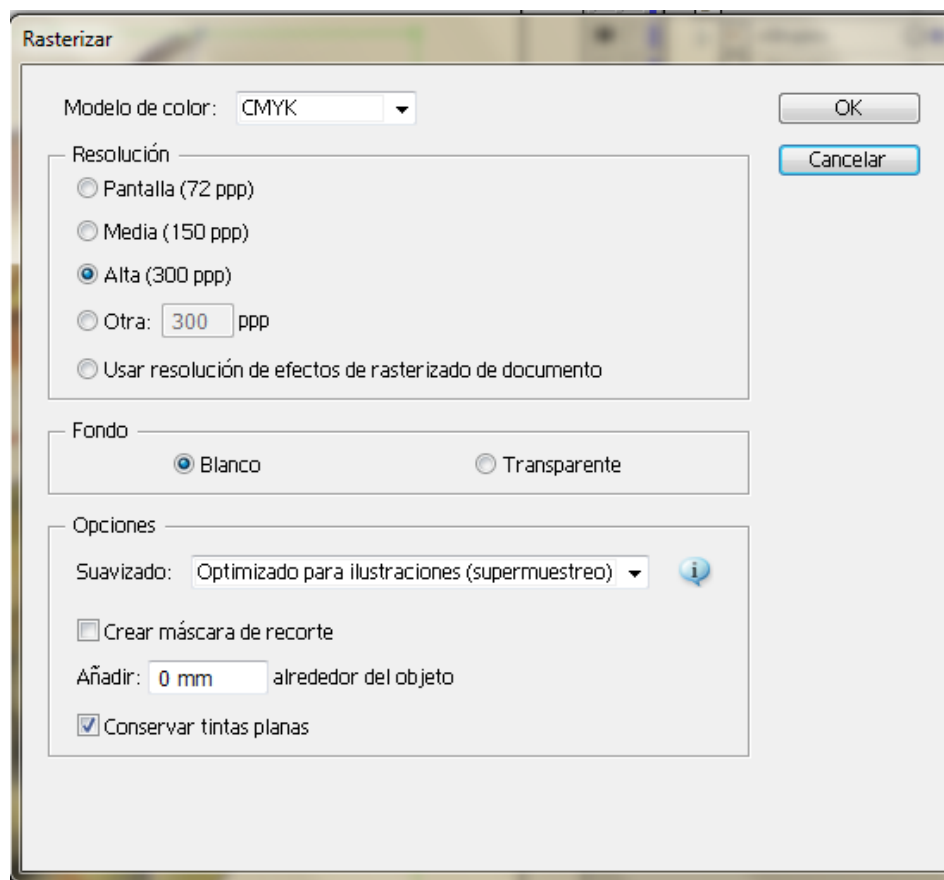 Rasterizar
Modelo de color: CMYK
OK
Resolución
Cancelar
Pantalla (72 ppp)
Media (150 ppp)
Alta (300 ppp)
Otra: 300 ppp
Usar resolución de efectos de rasterizado de documento
Fondo
Blanco Transparente
Opciones
Suavizado: Optimizado para ilustraciones (supermuestreo)
Crear máscara de recorte
Añadir: 0 mm alrededor del objeto
Conservar tintas planas